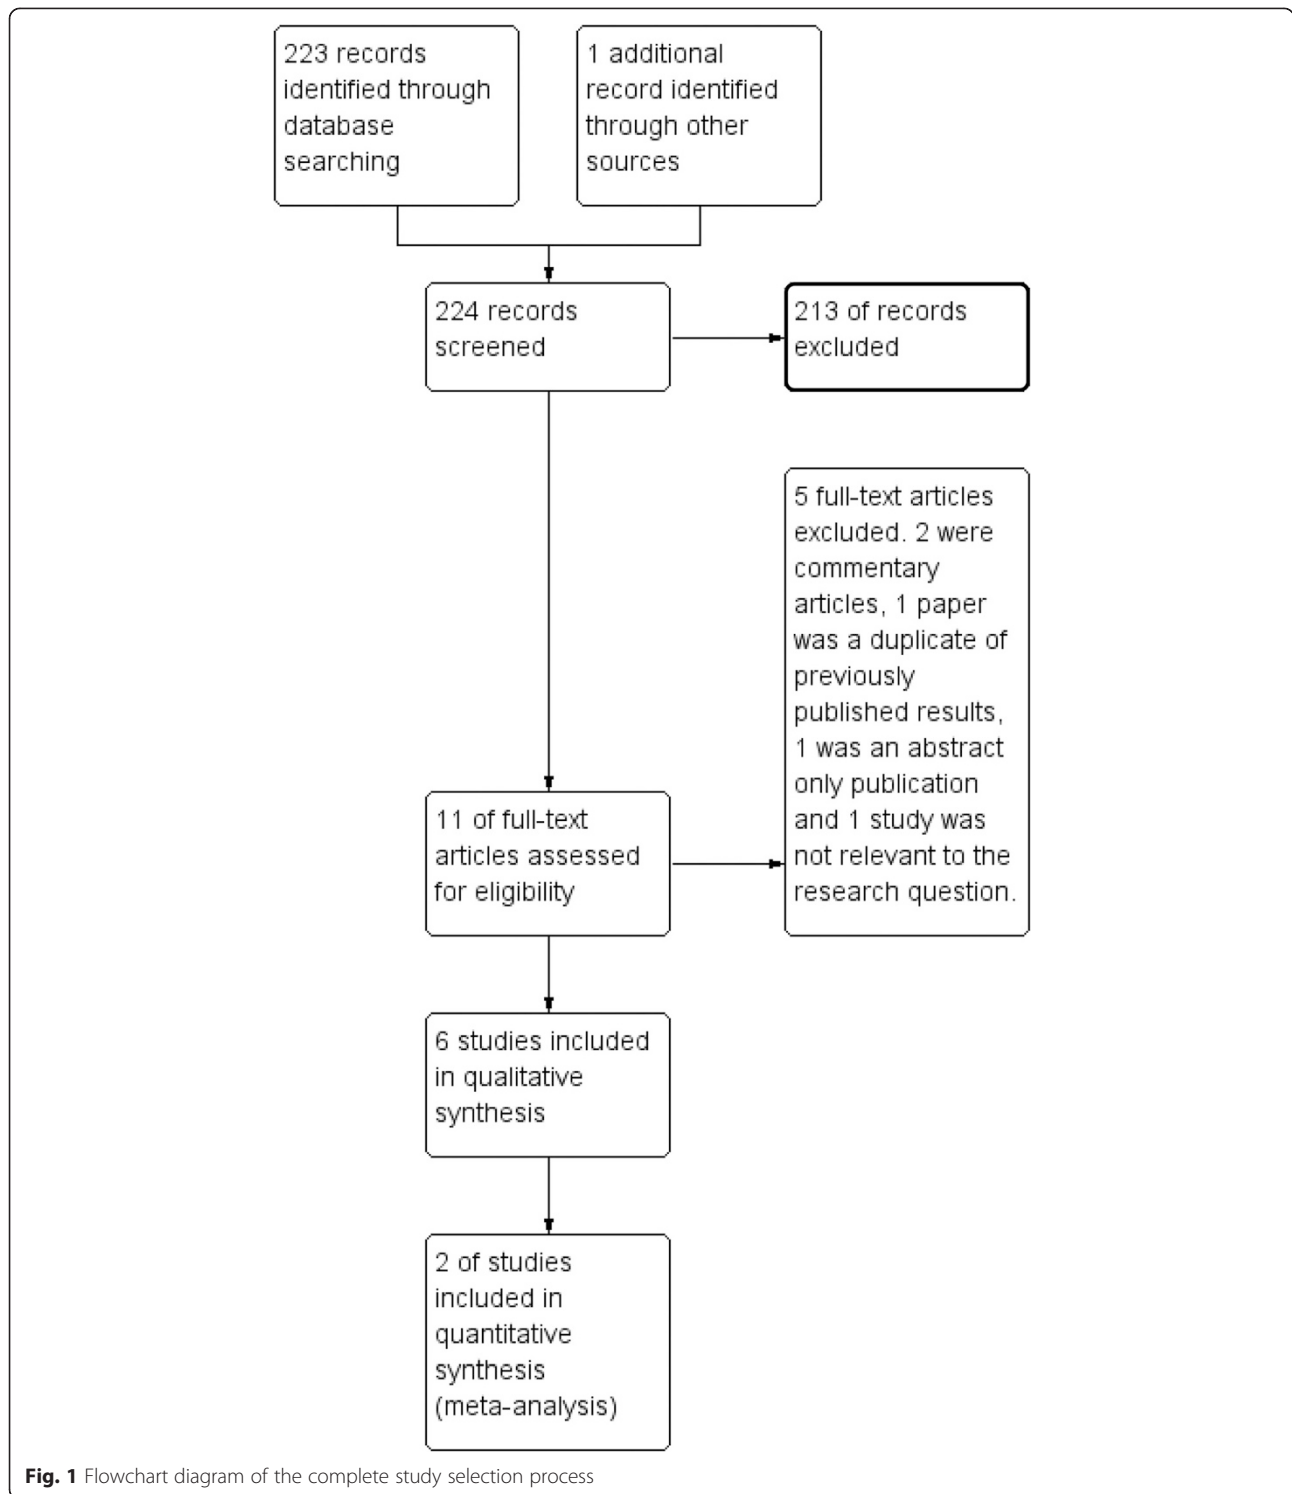 223 records
identified through
database
searching
1 additional
record identified
through other
sources
224 records
screened
213 of records
excluded
5 full-text articles
excluded. 2 were
commentary
articles, 1 paper
was a duplicate of
previously
published results,
1 was an abstract
only publication
and 1 study was
not relevant to the
research question.
11 of full-text
articles assessed
for eligibility
6 studies included
in qualitative
synthesis
2 of studies
included in
quantitative
synthesis
(meta-analysis)
Fig. 1 Flowchart diagram of the complete study selection process